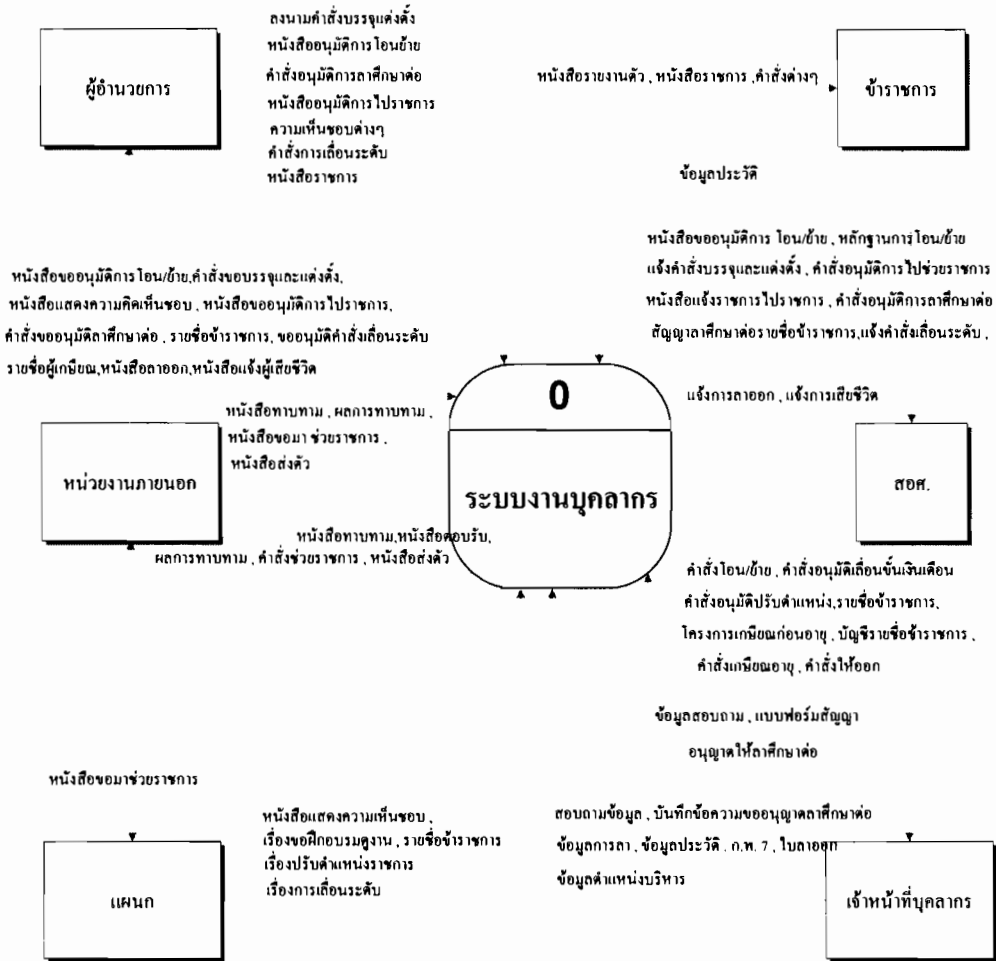 ลงนามคำสั่งบรรจุแต่งตั้ง
หนังสืออนุมัติการโอนย้าย
คำสั่งอนุมัติการลาศึกษาต่อ
หนังสืออนุมัติการไปราชการ
ความเห็นชอบต่างๆ
คำสั่งการเลื่อนระดับ
หนังสือราชการ
ผู้อำนวยการ
หนังสือรายงานตัว , หนังสือราชการ ,คำสั่งต่างๆ
ข้าราชการ
ข้อมูลประวัติ
หนังสือขออนุมัติการโอน/ย้าย,คำสั่งขอบรรจุและแต่งตั้ง,
หนังสือแสดงความคิดเห็นชอบ , หนังสือขออนุมัติการไปราชการ,
คำสั่งขออนุมัติลาศึกษาต่อ , รายชื่อข้าราชการ, ขออนุมัติคำสั่งเลื่อนระดับ
รายชื่อผู้เกษียณ,หนังสือลาออก,หนังสือแจ้งผู้เสียชีวิต
หนังสือขออนุมัติการ โอน/ย้าย , หลักฐานการโอน/ย้าย
แจ้งคำสั่งบรรจุและแต่งตั้ง , คำสั่งอนุมัติการไปช่วยราชการ
หนังสือแจ้งราชการไปราชการ , คำสั่งอนุมัติการลาศึกษาต่อ
สัญญาลาศึกษาต่อรายชื่อข้าราชการ,แจ้งคำสั่งเลื่อนระดับ ,
แจ้งการลาออก , แจ้งการเสียชีวิต
0
ระบบงานบุคลากร
หนังสือทาบทาม , ผลการทาบทาม ,
หนังสือขอมา ช่วยราชการ ,
หนังสือส่งตัว
หน่วยงานภายนอก
สอศ.
หนังสือทาบทาม,หนังสือตอบรับ,
ผลการทาบทาม , คำสั่งช่วยราชการ , หนังสือส่งตัว
คำสั่งโอน/ย้าย , คำสั่งอนุมัติเลื่อนขั้นเงินเดือน
คำสั่งอนุมัติปรับตำแหน่ง,รายชื่อข้าราชการ,
โครงการเกษียณก่อนอายุ , บัญชีรายชื่อข้าราชการ ,
คำสั่งเกษียณอายุ , คำสั่งให้ออก
ข้อมูลสอบถาม , แบบฟอร์มสัญญา
อนุญาตให้ลาศึกษาต่อ
หนังสือขอมาช่วยราชการ
หนังสือแสดงความเห็นชอบ ,
เรื่องขอฝึกอบรมดูงาน , รายชื่อข้าราชการ
เรื่องปรับตำแหน่งราชการ
เรื่องการเลื่อนระดับ
แผนก
สอบถามข้อมูล , บันทึกข้อความขออนุญาตลาศึกษาต่อ
ข้อมูลการลา , ข้อมูลประวัติ . ก.พ. 7 , ใบลาออก
ข้อมูลตำแหน่งบริหาร
เจ้าหน้าที่บุคลากร